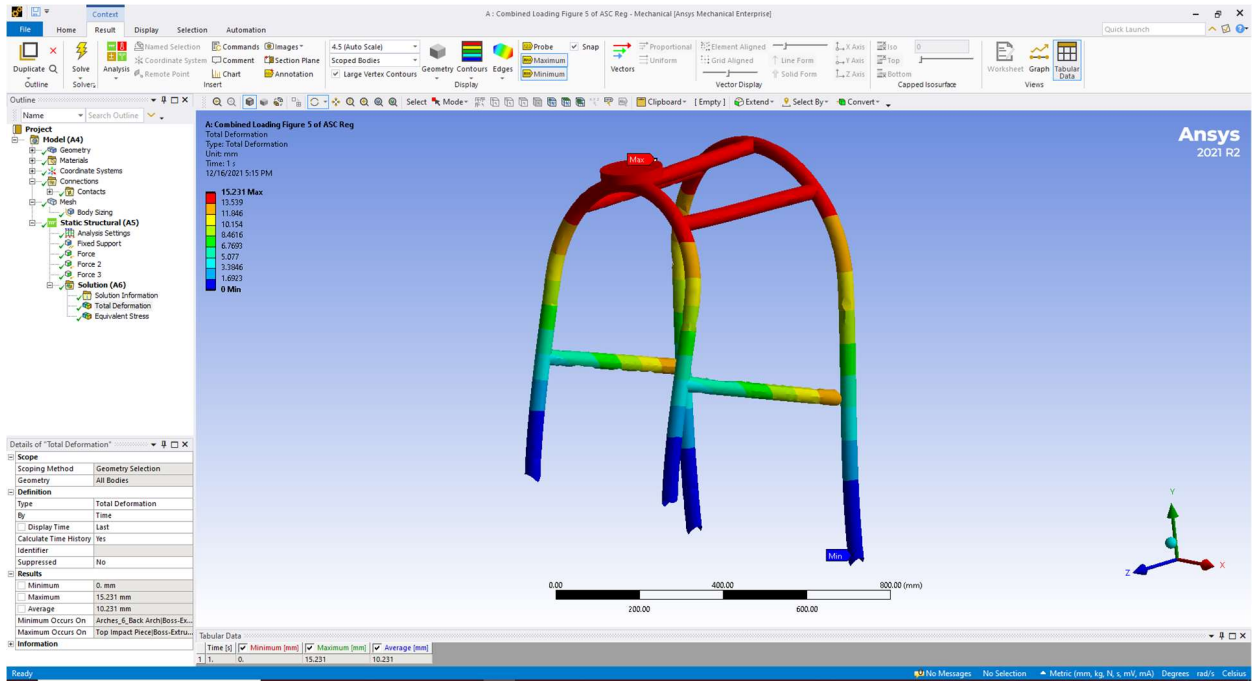 Context
A : Combined Loading Figure 5 of ASC Reg - Mechanical [Ansys Mechanical Enterprise]
File Home Result Display Selection Automation
Quick Launch
Duplicate Q
Outline
Solve
Solvers
Analysis
Named Selection
Coordinate System
Remote Point
Commands
Comment
Chart
Images
Section Plane
Annotation
Insert
4.5 (Auto Scale)
Scoped Bodies
Large Vertex Contours
Geometry Contours Edges
Probe
Maximum
Minimum
Snap
Display
Vectors
Proportional
Uniform
Element Aligned
Grid Aligned
Line Form
Solid Form
X Axis
Y Axis
Z Axis
Vector Display
Iso
0
Top
Bottom
Capped Isosurface
Worksheet Graph Tabular Data
Views
Outline
Name Search Outline
Select Mode Clipboard [ Empty ] Extend Select By Convert
Project
Model (A4)
Geometry
Materials
Coordinate Systems
Connections
Contacts
Mesh
Body Sizing
Static Structural (A5)
Analysis Settings
Fixed Support
Force
Force 2
Force 3
Solution (A6)
Solution Information
Total Deformation
Equivalent Stress
A: Combined Loading Figure 5 of ASC Reg
Total Deformation
Type: Total Deformation
Unit: mm
Time: 1 s
12/16/2021 5:15 PM
15.231 Max
13.539
11.846
10.154
8.4616
6.7693
5.077
3.3846
1.6923
0 Min
Max
Min
Ansys
2021 R2
Y
X
Z
0.00 400.00 800.00 (mm)
200.00 600.00
Details of "Total Deformation"
Scope
Scoping Method Geometry Selection
Geometry All Bodies
Definition
Type Total Deformation
By Time
Display Time Last
Calculate Time History Yes
Identifier
Suppressed No
Results
Minimum 0. mm
Maximum 15.231 mm
Average 10.231 mm
Minimum Occurs On Arches_6_Back Arch|Boss-Ex...
Maximum Occurs On Top Impact Piece|Boss-Extru...
Information
Tabular Data
Time [s] Minimum [mm] Maximum [mm] Average [mm]
1 1. 0. 15.231 10.231
Ready
No Messages No Selection Metric (mm, kg, N, s, mV, mA) Degrees rad/s Celsius